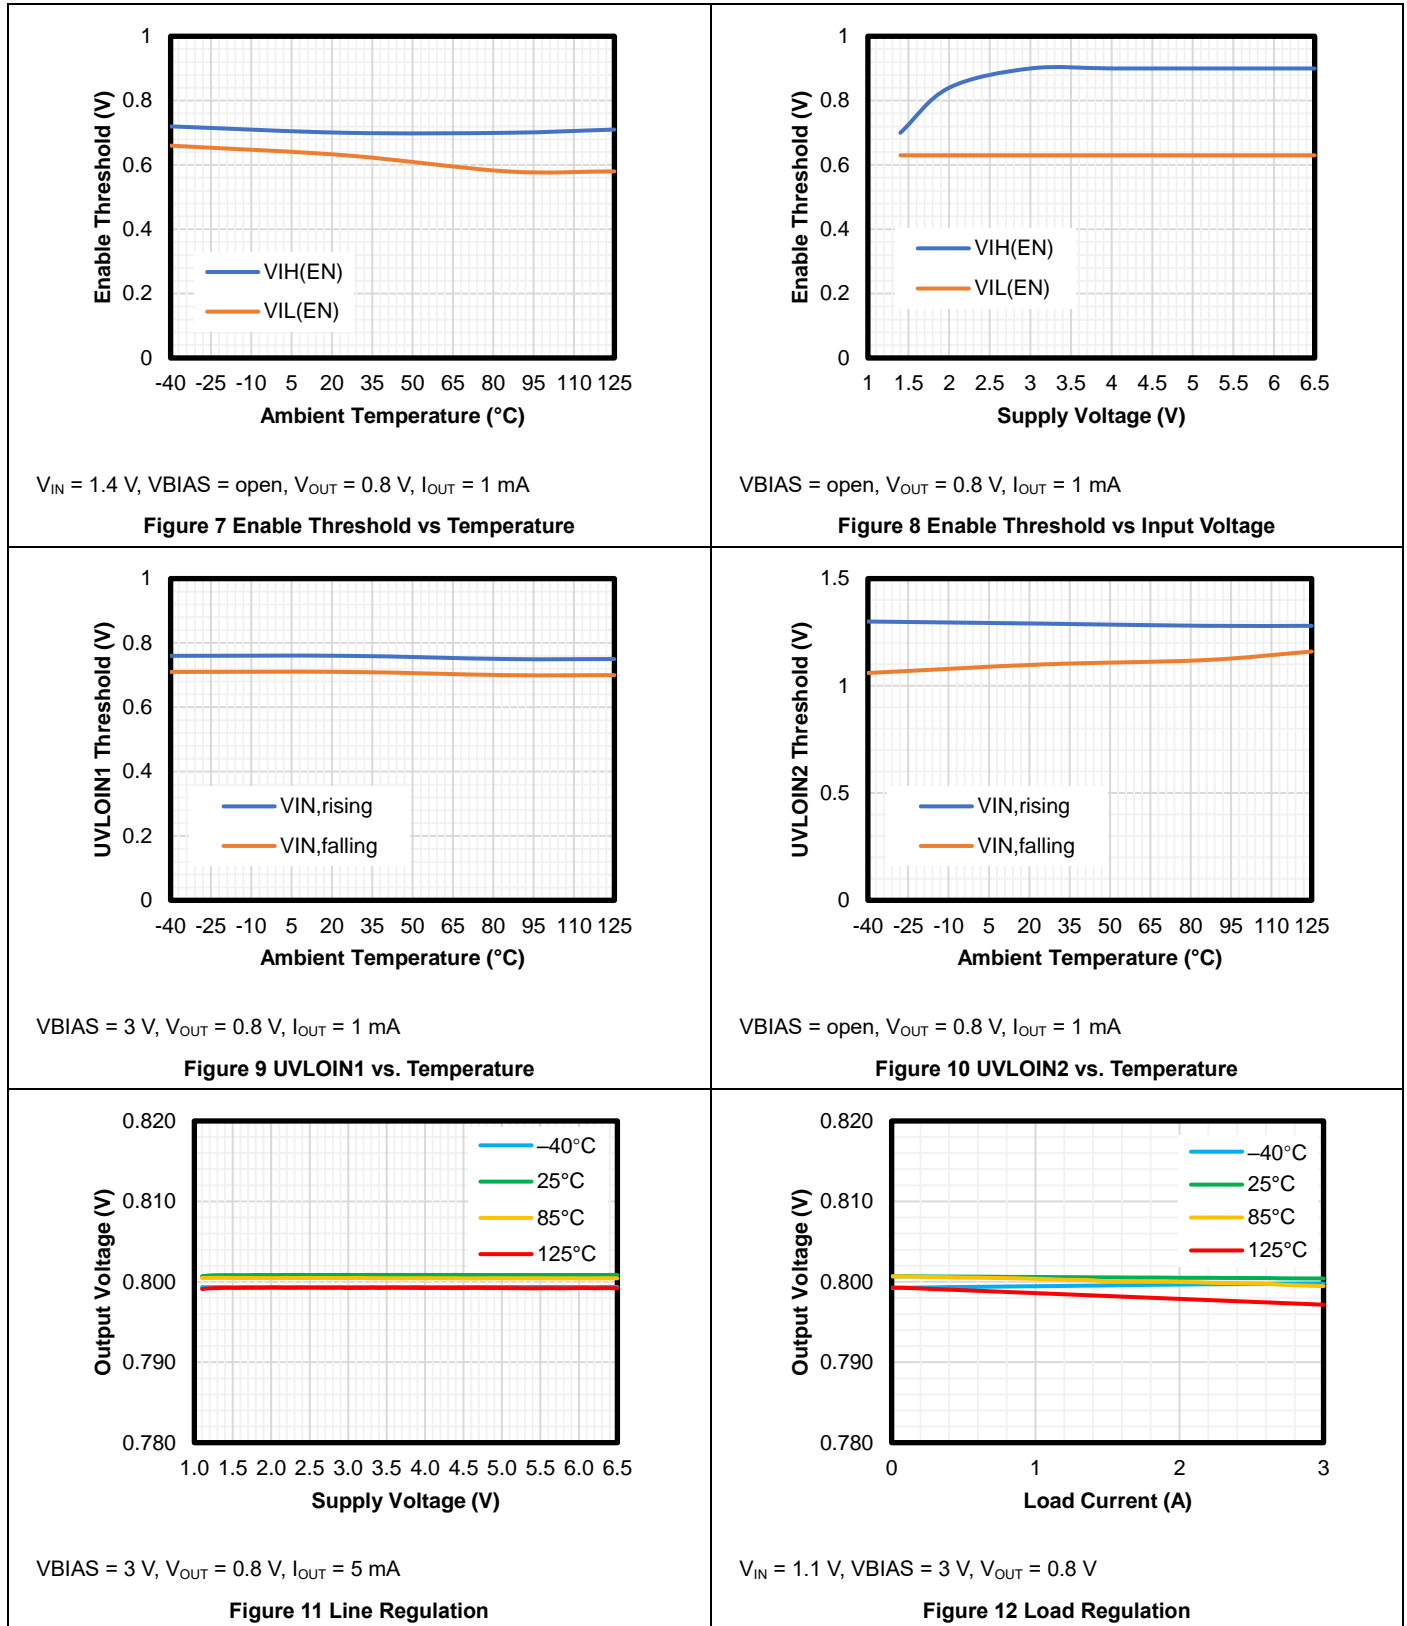 1
0.8
0.6
0.4
0.2
0
Enable Threshold (V)
VIH(EN)
VIL(EN)
-40 -25 -10 5 20 35 50 65 80 95 110 125
Ambient Temperature (°C)
V_IN = 1.4 V, VBIAS = open, V_OUT = 0.8 V, I_OUT = 1 mA
Figure 7 Enable Threshold vs Temperature
1
0.8
0.6
0.4
0.2
0
Enable Threshold (V)
VIH(EN)
VIL(EN)
1 1.5 2 2.5 3 3.5 4 4.5 5 5.5 6 6.5
Supply Voltage (V)
VBIAS = open, V_OUT = 0.8 V, I_OUT = 1 mA
Figure 8 Enable Threshold vs Input Voltage
1
0.8
0.6
0.4
0.2
0
UVLOIN1 Threshold (V)
VIN,rising
VIN,falling
-40 -25 -10 5 20 35 50 65 80 95 110 125
Ambient Temperature (°C)
VBIAS = 3 V, V_OUT = 0.8 V, I_OUT = 1 mA
Figure 9 UVLOIN1 vs. Temperature
1.5
1
0.5
0
UVLOIN2 Threshold (V)
VIN,rising
VIN,falling
-40 -25 -10 5 20 35 50 65 80 95 110 125
Ambient Temperature (°C)
VBIAS = open, V_OUT = 0.8 V, I_OUT = 1 mA
Figure 10 UVLOIN2 vs. Temperature
0.820
0.810
0.800
0.790
0.780
Output Voltage (V)
–40°C
25°C
85°C
125°C
1.0 1.5 2.0 2.5 3.0 3.5 4.0 4.5 5.0 5.5 6.0 6.5
Supply Voltage (V)
VBIAS = 3 V, V_OUT = 0.8 V, I_OUT = 5 mA
Figure 11 Line Regulation
0.820
0.810
0.800
0.790
0.780
Output Voltage (V)
–40°C
25°C
85°C
125°C
0 1 2 3
Load Current (A)
V_IN = 1.1 V, VBIAS = 3 V, V_OUT = 0.8 V
Figure 12 Load Regulation